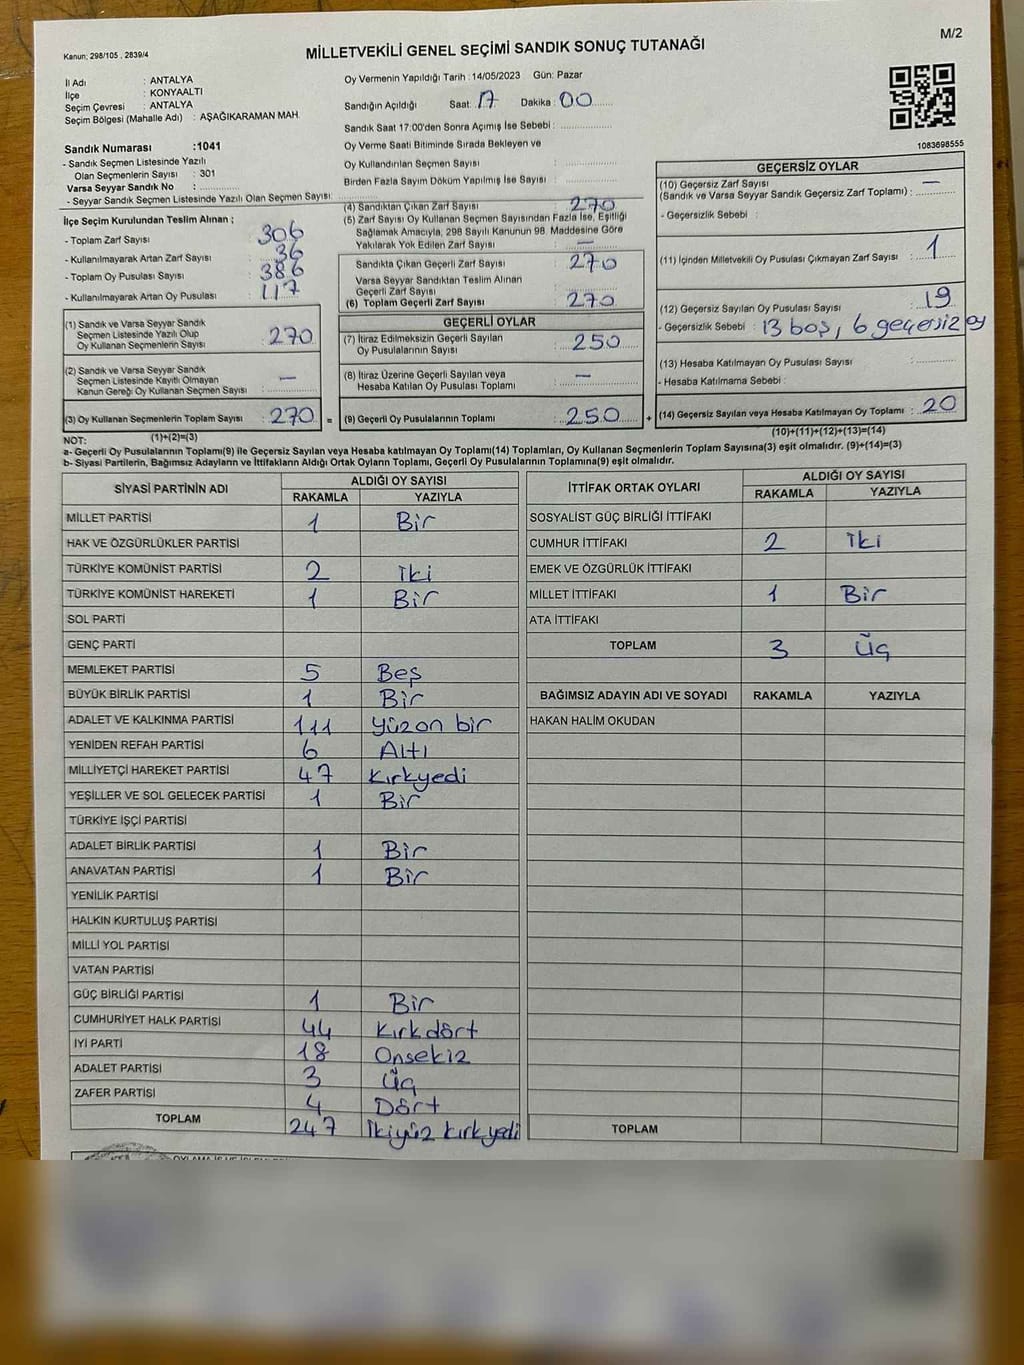 M/2
Kanun; 298/105 , 2839/4
MİLLETVEKİLİ GENEL SEÇİMİ SANDIK SONUÇ TUTANAĞI
İl Adı : ANTALYA
İlçe : KONYAALTI
Seçim Çevresi : ANTALYA
Seçim Bölgesi (Mahalle Adı) : AŞAĞIKARAMAN MAH.
Sandık Numarası :1041
- Sandık Seçmen Listesinde Yazılı
Olan Seçmenlerin Sayısı : 301
Varsa Seyyar Sandık No : ............
- Seyyar Sandık Seçmen Listesinde Yazılı Olan Seçmen Sayısı: ............
Oy Vermenin Yapıldığı Tarih : 14/05/2023 Gün: Pazar
Sandığın Açıldığı Saat: 17 Dakika : 00
Sandık Saat 17:00'den Sonra Açımış İse Sebebi : ............
Oy Verme Saati Bitiminde Sırada Bekleyen ve
Oy Kullandırılan Seçmen Sayısı : ............
Birden Fazla Sayım Döküm Yapılmış İse Sayısı : ............
1083698555
İlçe Seçim Kurulundan Teslim Alınan ;
- Toplam Zarf Sayısı : 306
- Kullanılmayarak Artan Zarf Sayısı : 36
- Toplam Oy Pusulası Sayısı : 386
- Kullanılmayarak Artan Oy Pusulası : 117
(1) Sandık ve Varsa Seyyar Sandık
Seçmen Listesinde Yazılı Olup
Oy Kullanan Seçmenlerin Sayısı : 270
(2) Sandık ve Varsa Seyyar Sandık
Seçmen Listesinde Kayıtlı Olmayan
Kanun Gereği Oy Kullanan Seçmen Sayısı : —
(3) Oy Kullanan Seçmenlerin Toplam Sayısı : 270 =
(1)+(2)=(3)
(4) Sandıktan Çıkan Zarf Sayısı : 270
(5) Zarf Sayısı Oy Kullanan Seçmen Sayısından Fazla İse, Eşitliği
Sağlamak Amacıyla, 298 Sayılı Kanunun 98. Maddesine Göre
Yakılarak Yok Edilen Zarf Sayısı : —
Sandıkta Çıkan Geçerli Zarf Sayısı : 270
Varsa Seyyar Sandıktan Teslim Alınan
Geçerli Zarf Sayısı : ............
(6) Toplam Geçerli Zarf Sayısı : 270
GEÇERLİ OYLAR
(7) İtiraz Edilmeksizin Geçerli Sayılan
Oy Pusulalarının Sayısı : 250
(8) İtiraz Üzerine Geçerli Sayılan veya
Hesaba Katılan Oy Pusulası Toplamı : —
(9) Geçerli Oy Pusulalarının Toplamı : 250 +
GEÇERSİZ OYLAR
(10) Geçersiz Zarf Sayısı —
(Sandık ve Varsa Seyyar Sandık Geçersiz Zarf Toplamı) : ............
- Geçersizlik Sebebi :
(11) İçinden Milletvekili Oy Pusulası Çıkmayan Zarf Sayısı : 1
(12) Geçersiz Sayılan Oy Pusulası Sayısı : 19
- Geçersizlik Sebebi : 13 boş, 6 geçersiz oy
(13) Hesaba Katılmayan Oy Pusulası Sayısı : ............
- Hesaba Katılmama Sebebi :
(14) Geçersiz Sayılan veya Hesaba Katılmayan Oy Toplamı : 20
(10)+(11)+(12)+(13)=(14)
NOT:
a- Geçerli Oy Pusulalarının Toplamı(9) ile Geçersiz Sayılan veya Hesaba katılmayan Oy Toplamı(14) Toplamları, Oy Kullanan Seçmenlerin Toplam Sayısına(3) eşit olmalıdır. (9)+(14)=(3)
b- Siyasi Partilerin, Bağımsız Adayların ve İttifakların Aldığı Ortak Oyların Toplamı, Geçerli Oy Pusulalarının Toplamına(9) eşit olmalıdır.
SİYASİ PARTİNİN ADI ALDIĞI OY SAYISI
RAKAMLA YAZIYLA
MİLLET PARTİSİ 1 Bir
HAK VE ÖZGÜRLÜKLER PARTİSİ
TÜRKİYE KOMÜNİST PARTİSİ 2 İki
TÜRKİYE KOMÜNİST HAREKETİ 1 Bir
SOL PARTİ
GENÇ PARTİ
MEMLEKET PARTİSİ 5 Beş
BÜYÜK BİRLİK PARTİSİ 1 Bir
ADALET VE KALKINMA PARTİSİ 111 Yüzon bir
YENİDEN REFAH PARTİSİ 6 Altı
MİLLİYETÇİ HAREKET PARTİSİ 47 Kırkyedi
YEŞİLLER VE SOL GELECEK PARTİSİ 1 Bir
TÜRKİYE İŞÇİ PARTİSİ
ADALET BİRLİK PARTİSİ 1 Bir
ANAVATAN PARTİSİ 1 Bir
YENİLİK PARTİSİ
HALKIN KURTULUŞ PARTİSİ
MİLLİ YOL PARTİSİ
VATAN PARTİSİ
GÜÇ BİRLİĞİ PARTİSİ 1 Bir
CUMHURİYET HALK PARTİSİ 44 Kırkdört
İYİ PARTİ 18 Onsekiz
ADALET PARTİSİ 3 Üç
ZAFER PARTİSİ 4 Dört
TOPLAM 247 İkiyüz kırkyedi
İTTİFAK ORTAK OYLARI ALDIĞI OY SAYISI
RAKAMLA YAZIYLA
SOSYALİST GÜÇ BİRLİĞİ İTTİFAKI
CUMHUR İTTİFAKI 2 İki
EMEK VE ÖZGÜRLÜK İTTİFAKI
MİLLET İTTİFAKI 1 Bir
ATA İTTİFAKI
TOPLAM 3 Üç
BAĞIMSIZ ADAYIN ADI VE SOYADI RAKAMLA YAZIYLA
HAKAN HALİM OKUDAN
TOPLAM